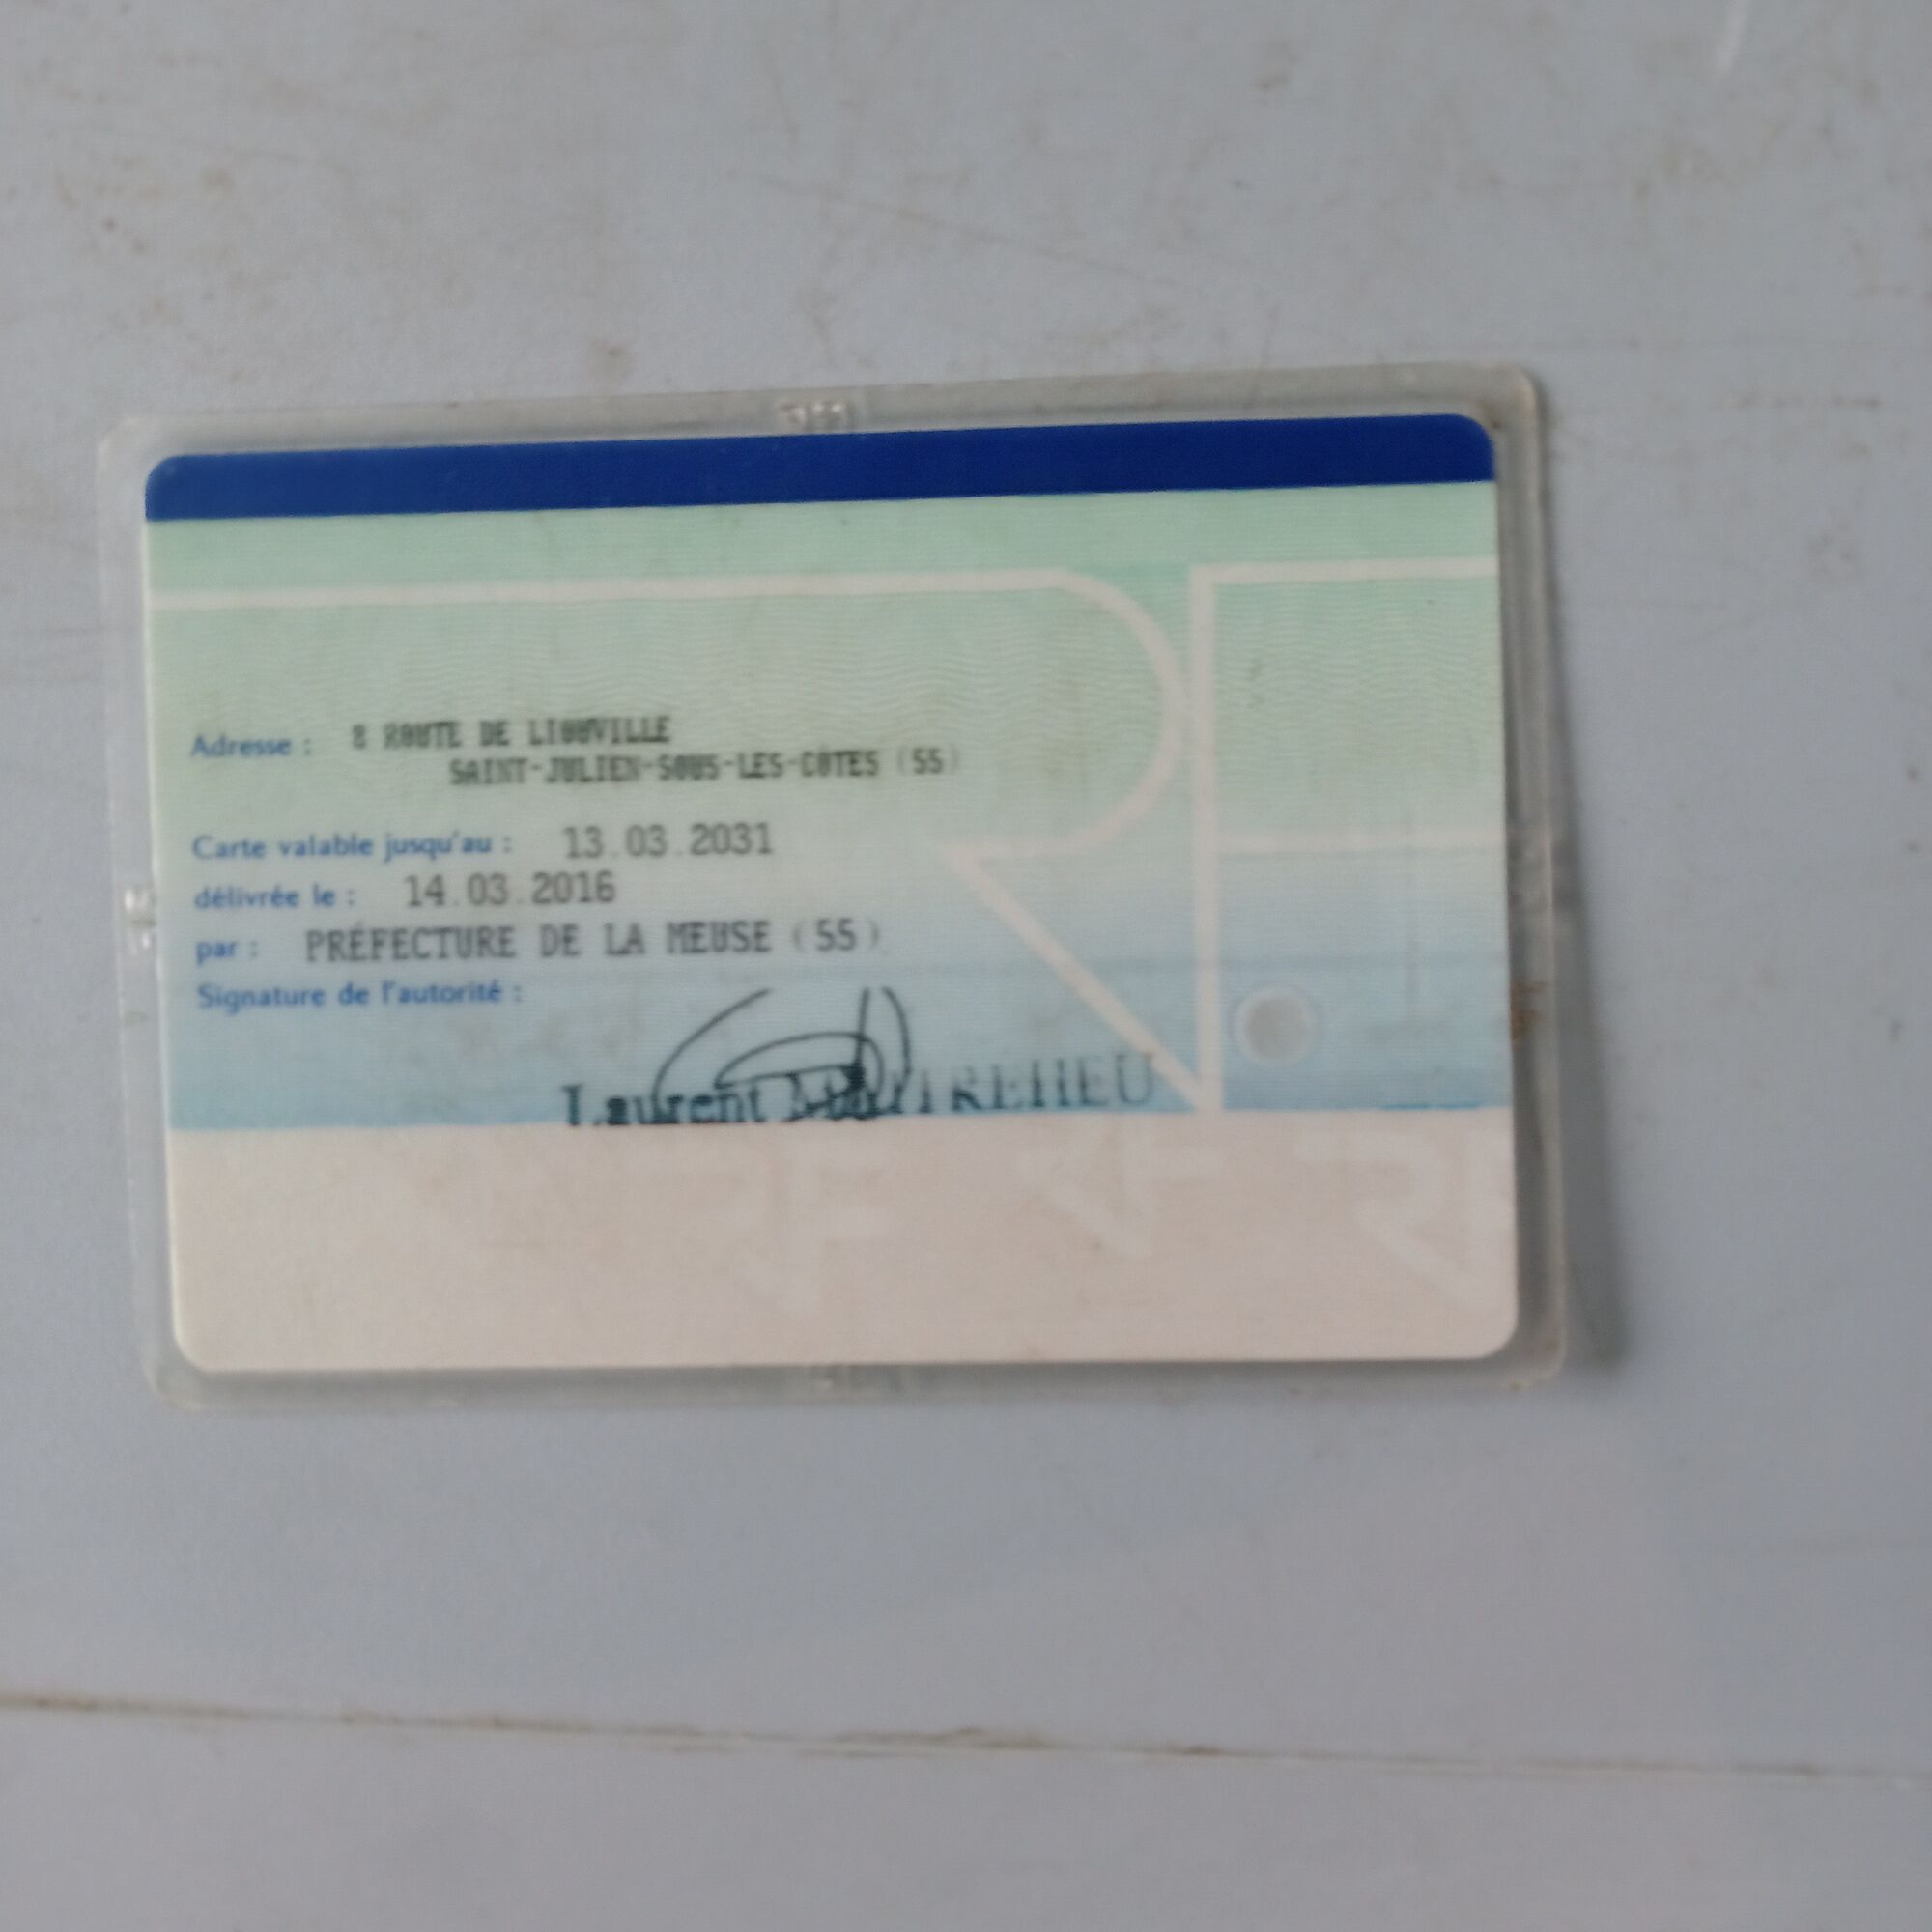 Adresse : 8 ROUTE DE LIOUVILLE
SAINT-JULIEN-SOUS-LES-CÔTES (55)
Carte valable jusqu'au : 13.03.2031
délivrée le : 14.03.2016
par : PRÉFECTURE DE LA MEUSE (55)
Signature de l'autorité :
Laurent